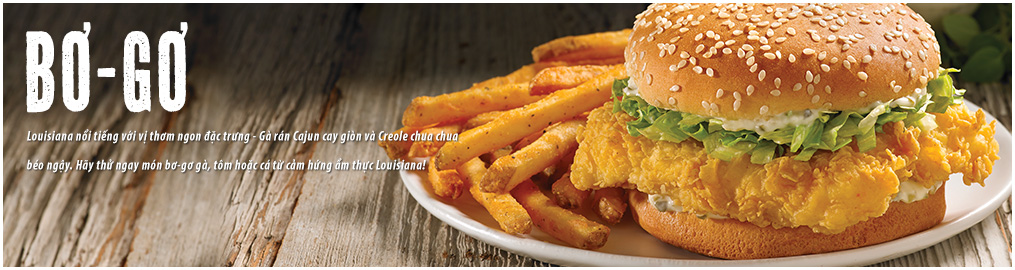 BƠ-GƠ
Louisiana nổi tiếng với vị thơm ngon đặc trưng - Gà rán Cajun cay giòn và Creole chua chua
béo ngậy. Hãy thử ngay món bơ-gơ gà, tôm hoặc cá từ cảm hứng ẩm thực Louisiana!